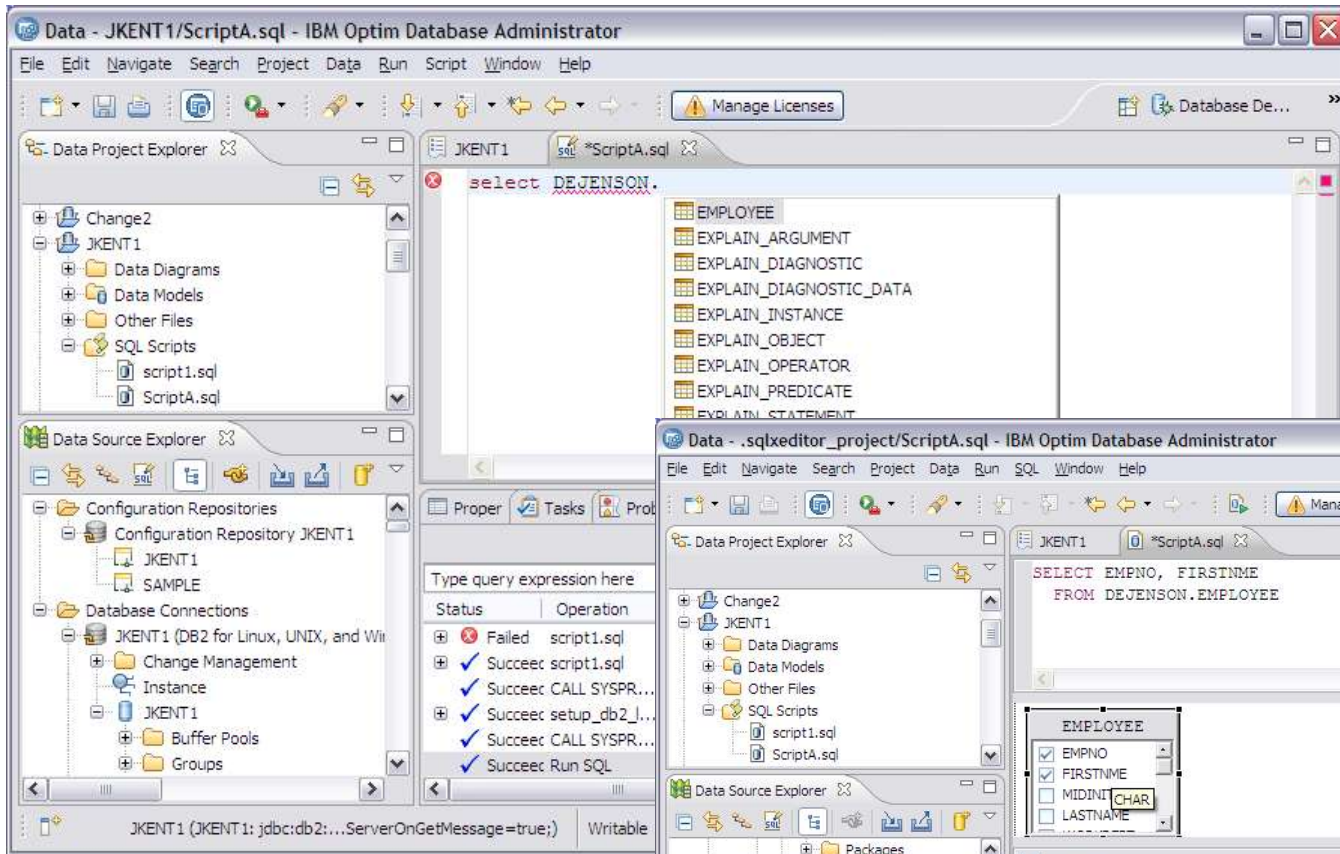 Data - JKENT1/ScriptA.sql - IBM Optim Database Administrator
File Edit Navigate Search Project Data Run Script Window Help
Manage Licenses
Database De...
»
Data Project Explorer
Change2
JKENT1
Data Diagrams
Data Models
Other Files
SQL Scripts
script1.sql
ScriptA.sql
JKENT1
*ScriptA.sql
select DEJENSON.
EMPLOYEE
EXPLAIN_ARGUMENT
EXPLAIN_DIAGNOSTIC
EXPLAIN_DIAGNOSTIC_DATA
EXPLAIN_INSTANCE
EXPLAIN_OBJECT
EXPLAIN_OPERATOR
EXPLAIN_PREDICATE
EXPLAIN_STATEMENT
Data Source Explorer
Configuration Repositories
Configuration Repository JKENT1
JKENT1
SAMPLE
Database Connections
JKENT1 (DB2 for Linux, UNIX, and Wi
Change Management
Instance
JKENT1
Buffer Pools
Groups
Proper Tasks Prob
Type query expression here
Status Operation
Failed script1.sql
Succeec script1.sql
Succeec CALL SYSPR...
Succeec setup_db2_l...
Succeec CALL SYSPR...
Succeec Run SQL
JKENT1 (JKENT1: jdbc:db2:...ServerOnGetMessage=true;)
Writable
Data - .sqlxeditor_project/ScriptA.sql - IBM Optim Database Administrator
File Edit Navigate Search Project Data Run SQL Window Help
Mana
Data Project Explorer
Change2
JKENT1
Data Diagrams
Data Models
Other Files
SQL Scripts
script1.sql
ScriptA.sql
Data Source Explorer
Packages
JKENT1
*ScriptA.sql
SELECT EMPNO, FIRSTNME
FROM DEJENSON.EMPLOYEE
EMPLOYEE
EMPNO
FIRSTNME
MIDINIT
CHAR
LASTNAME